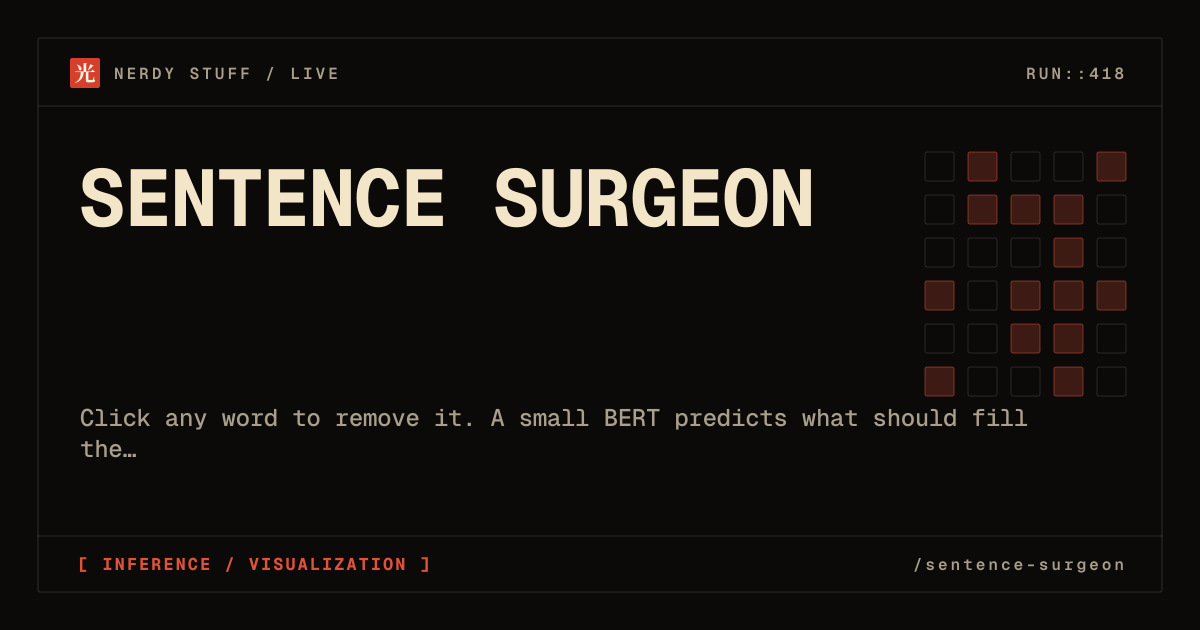 光 NERDY STUFF / LIVE
RUN::418
SENTENCE SURGEON
Click any word to remove it. A small BERT predicts what should fill
the…
[ INFERENCE / VISUALIZATION ]
/sentence-surgeon